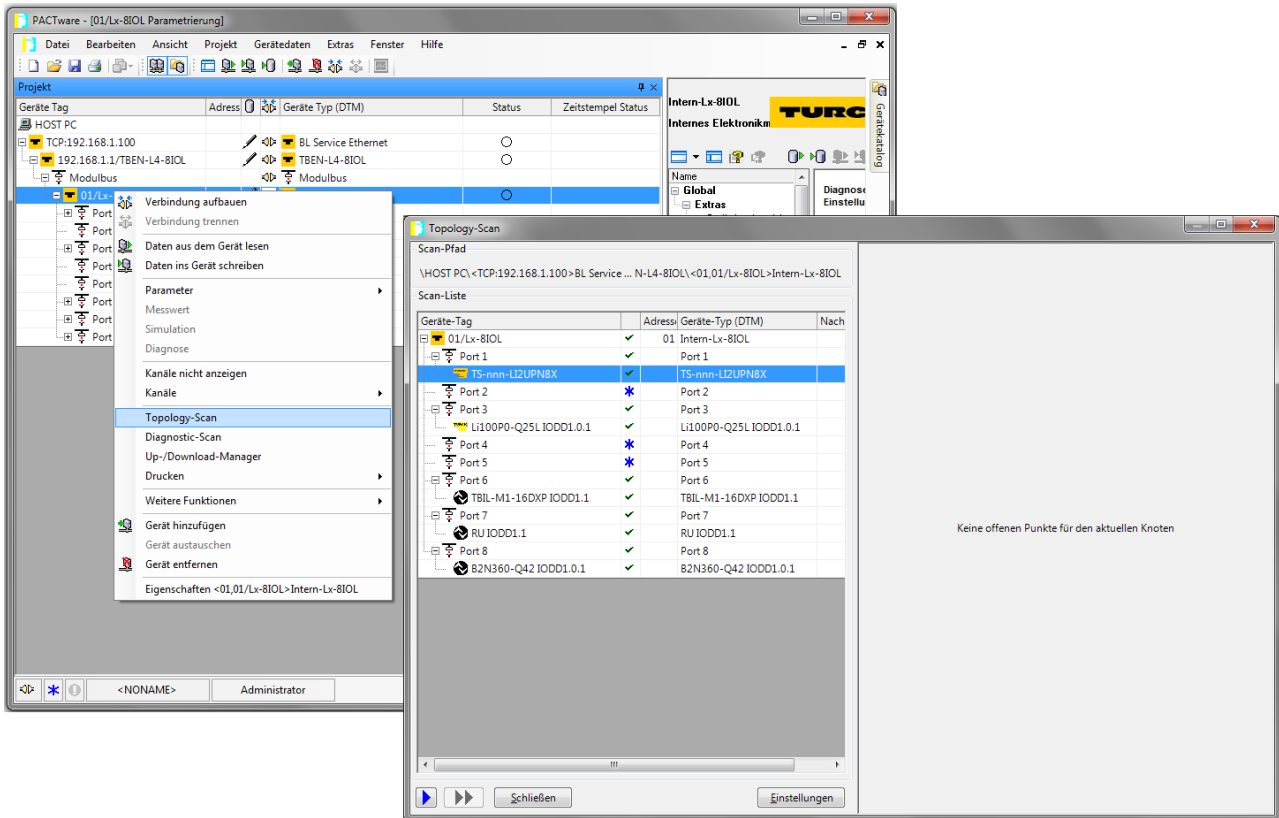 PACTware - [01/Lx-8IOL Parametrierung]
Datei Bearbeiten Ansicht Projekt Gerätedaten Extras Fenster Hilfe
Projekt
Geräte Tag Adress Geräte Typ (DTM) Status Zeitstempel Status
HOST PC
TCP:192.168.1.100 BL Service Ethernet
192.168.1.1/TBEN-L4-8IOL TBEN-L4-8IOL
Modulbus Modulbus
01/Lx-
Port
Port
Port
Port
Port
Port
Port
Port
Intern-Lx-8IOL
Internes Elektronikm
TURC
Gerätekatalog
Name
Global
Extras
Diagnose
Einstellu
Verbindung aufbauen
Verbindung trennen
Daten aus dem Gerät lesen
Daten ins Gerät schreiben
Parameter
Messwert
Simulation
Diagnose
Kanäle nicht anzeigen
Kanäle
Topology-Scan
Diagnostic-Scan
Up-/Download-Manager
Drucken
Weitere Funktionen
Gerät hinzufügen
Gerät austauschen
Gerät entfernen
Eigenschaften <01,01/Lx-8IOL>Intern-Lx-8IOL
<NONAME> Administrator
Topology-Scan
Scan-Pfad
\HOST PC\<TCP:192.168.1.100>BL Service ... N-L4-8IOL\<01,01/Lx-8IOL>Intern-Lx-8IOL
Scan-Liste
Geräte-Tag Adresse Geräte-Typ (DTM) Nach
01/Lx-8IOL 01 Intern-Lx-8IOL
Port 1 Port 1
TS-nnn-LI2UPN8X TS-nnn-LI2UPN8X
Port 2 Port 2
Port 3 Port 3
Li100P0-Q25L IODD1.0.1 Li100P0-Q25L IODD1.0.1
Port 4 Port 4
Port 5 Port 5
Port 6 Port 6
TBIL-M1-16DXP IODD1.1 TBIL-M1-16DXP IODD1.1
Port 7 Port 7
RU IODD1.1 RU IODD1.1
Port 8 Port 8
B2N360-Q42 IODD1.0.1 B2N360-Q42 IODD1.0.1
Keine offenen Punkte für den aktuellen Knoten
Schließen Einstellungen